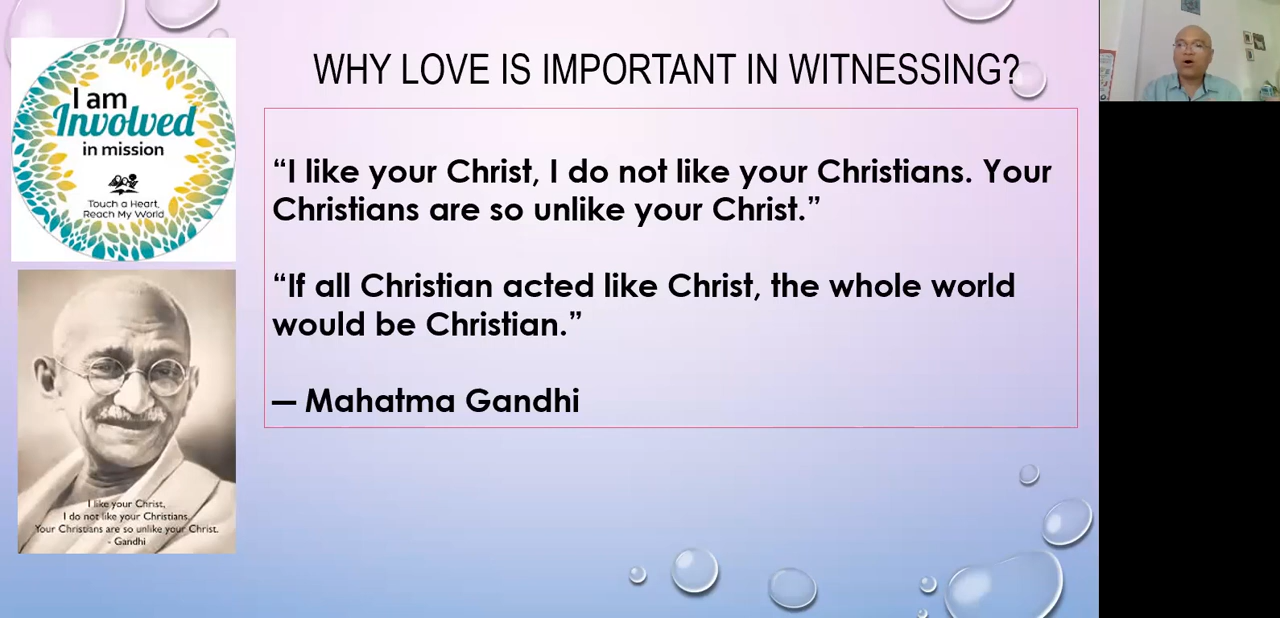 WHY LOVE IS IMPORTANT IN WITNESSING?
I am
Involved
in mission
Touch a Heart,
Reach My World
“I like your Christ, I do not like your Christians. Your
Christians are so unlike your Christ.”
“If all Christian acted like Christ, the whole world
would be Christian.”
— Mahatma Gandhi
I like your Christ,
I do not like your Christians.
Your Christians are so unlike your Christ.
- Gandhi